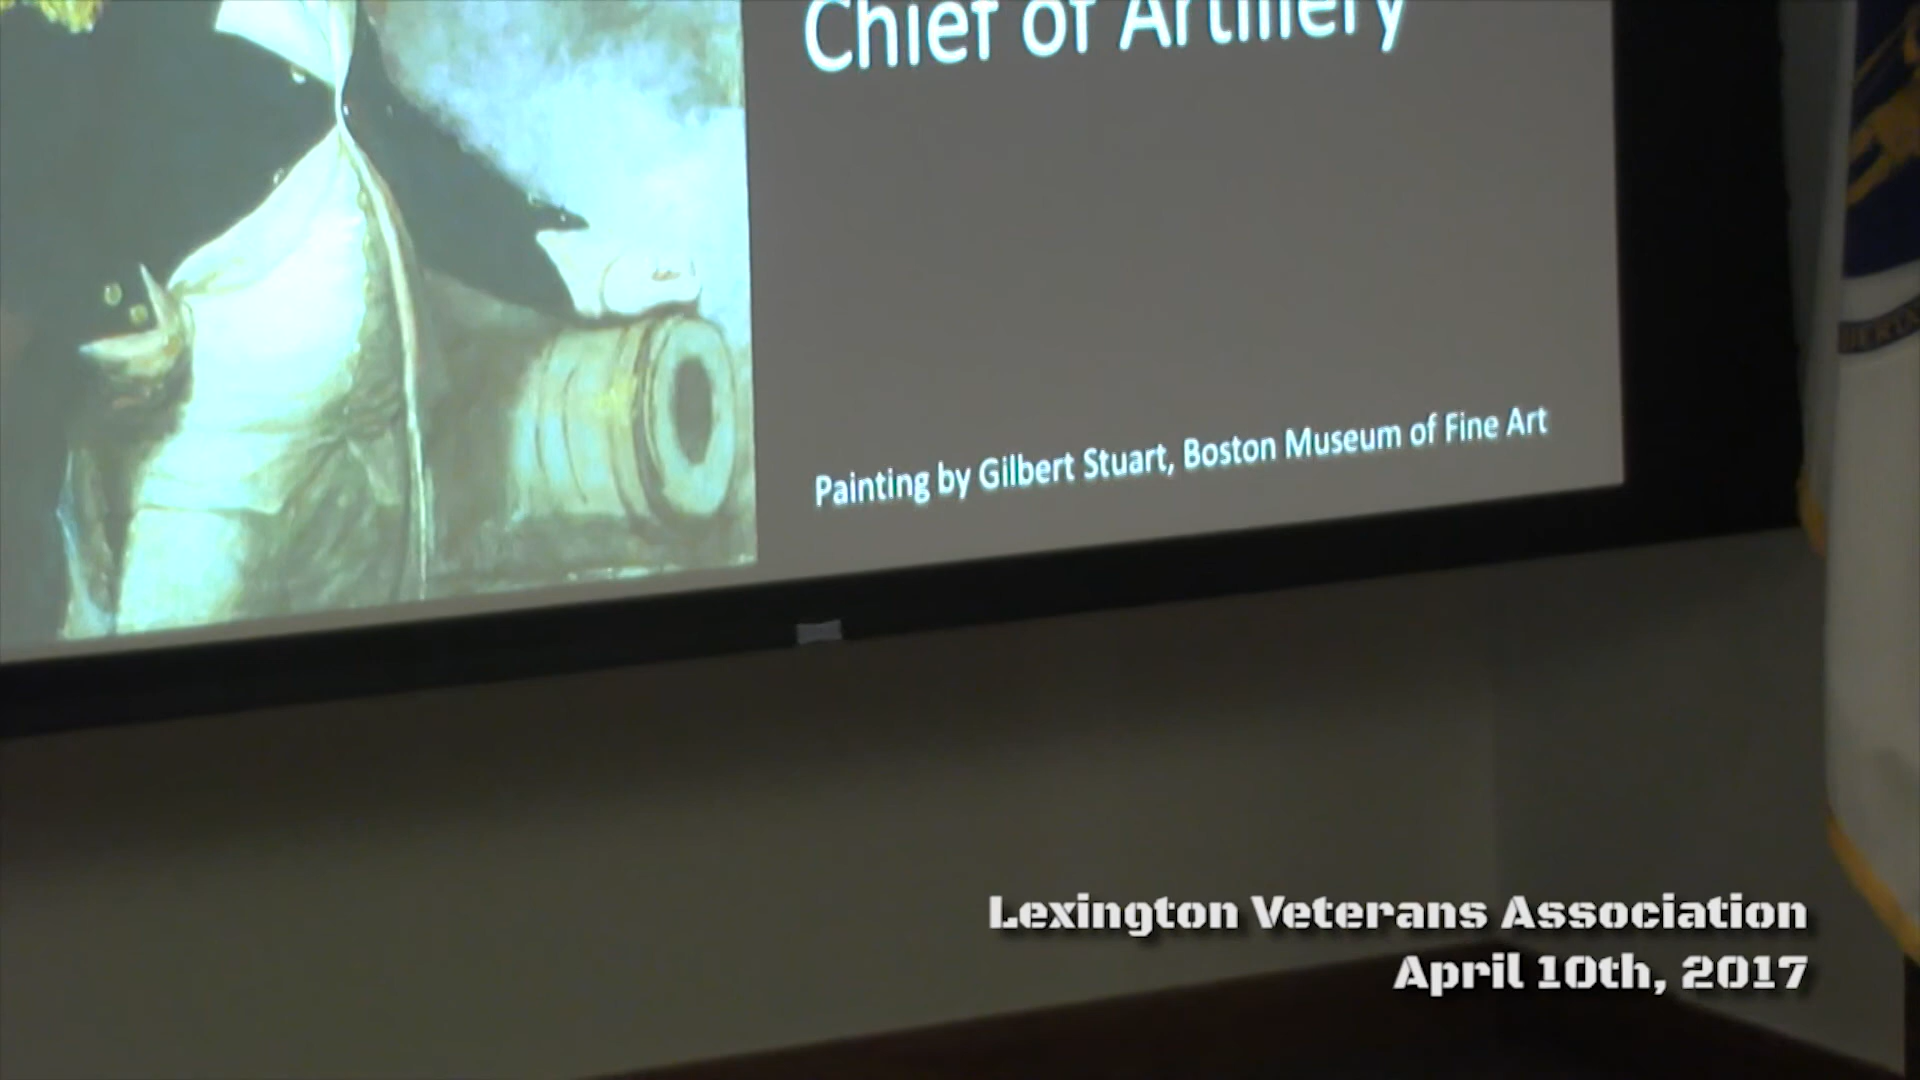 Chief of Artillery
Painting by Gilbert Stuart, Boston Museum of Fine Art
Lexington Veterans Association
April 10th, 2017